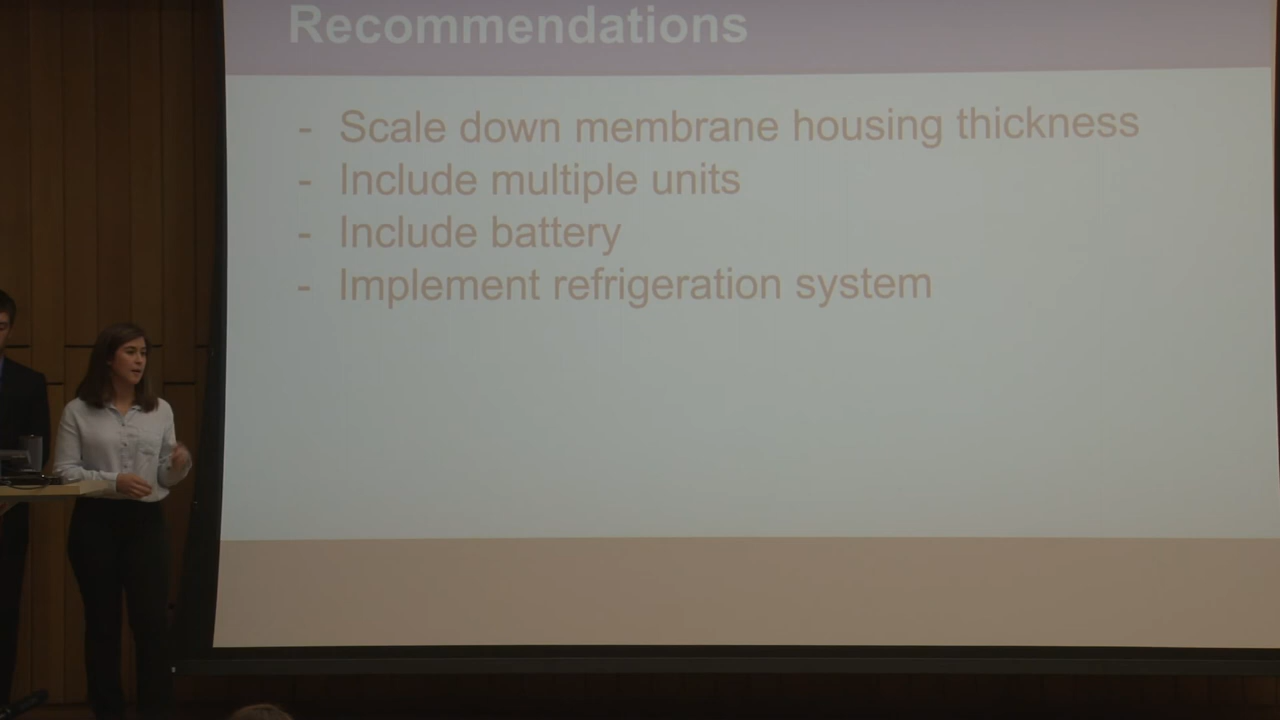 Recommendations
- Scale down membrane housing thickness
- Include multiple units
- Include battery
- Implement refrigeration system